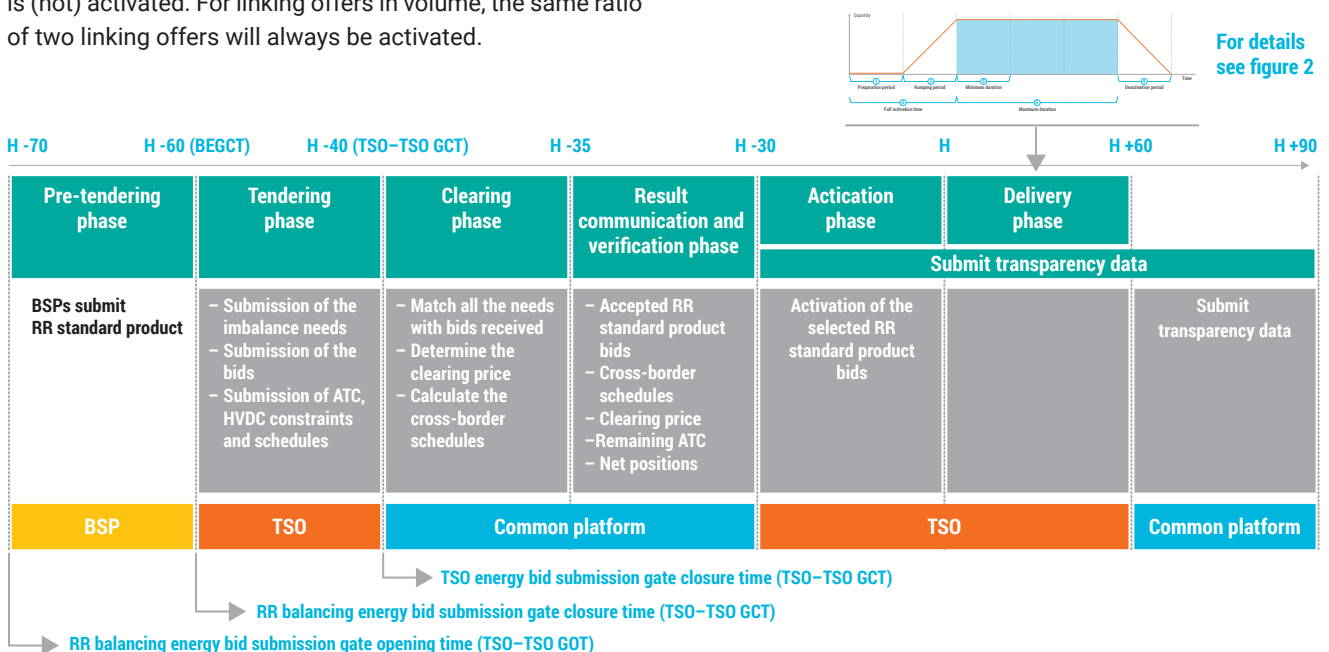 is (not) activated. For linking offers in volume, the same ratio
of two linking offers will always be activated.
Quantity
Time
1
Preparation period
2
Ramping period
5
Minimum duration
4
Deactivation period
3
Full activation time
6
Maximum duration
For details
see figure 2
H -70
H -60 (BEGCT)
H -40 (TSO–TSO GCT)
H -35
H -30
H
H +60
H +90
Pre-tendering
phase
Tendering
phase
Clearing
phase
Result
communication and
verification phase
Actication
phase
Delivery
phase
Submit transparency data
BSPs submit
RR standard product
– Submission of the
imbalance needs
– Submission of the
bids
– Submission of ATC,
HVDC constraints
and schedules
– Match all the needs
with bids received
– Determine the
clearing price
– Calculate the
cross-border
schedules
– Accepted RR
standard product
bids
– Cross-border
schedules
– Clearing price
–Remaining ATC
– Net positions
Activation of the
selected RR
standard product
bids
Submit
transparency data
BSP
TSO
Common platform
TSO
Common platform
TSO energy bid submission gate closure time (TSO–TSO GCT)
RR balancing energy bid submission gate closure time (TSO–TSO GCT)
RR balancing energy bid submission gate opening time (TSO–TSO GOT)